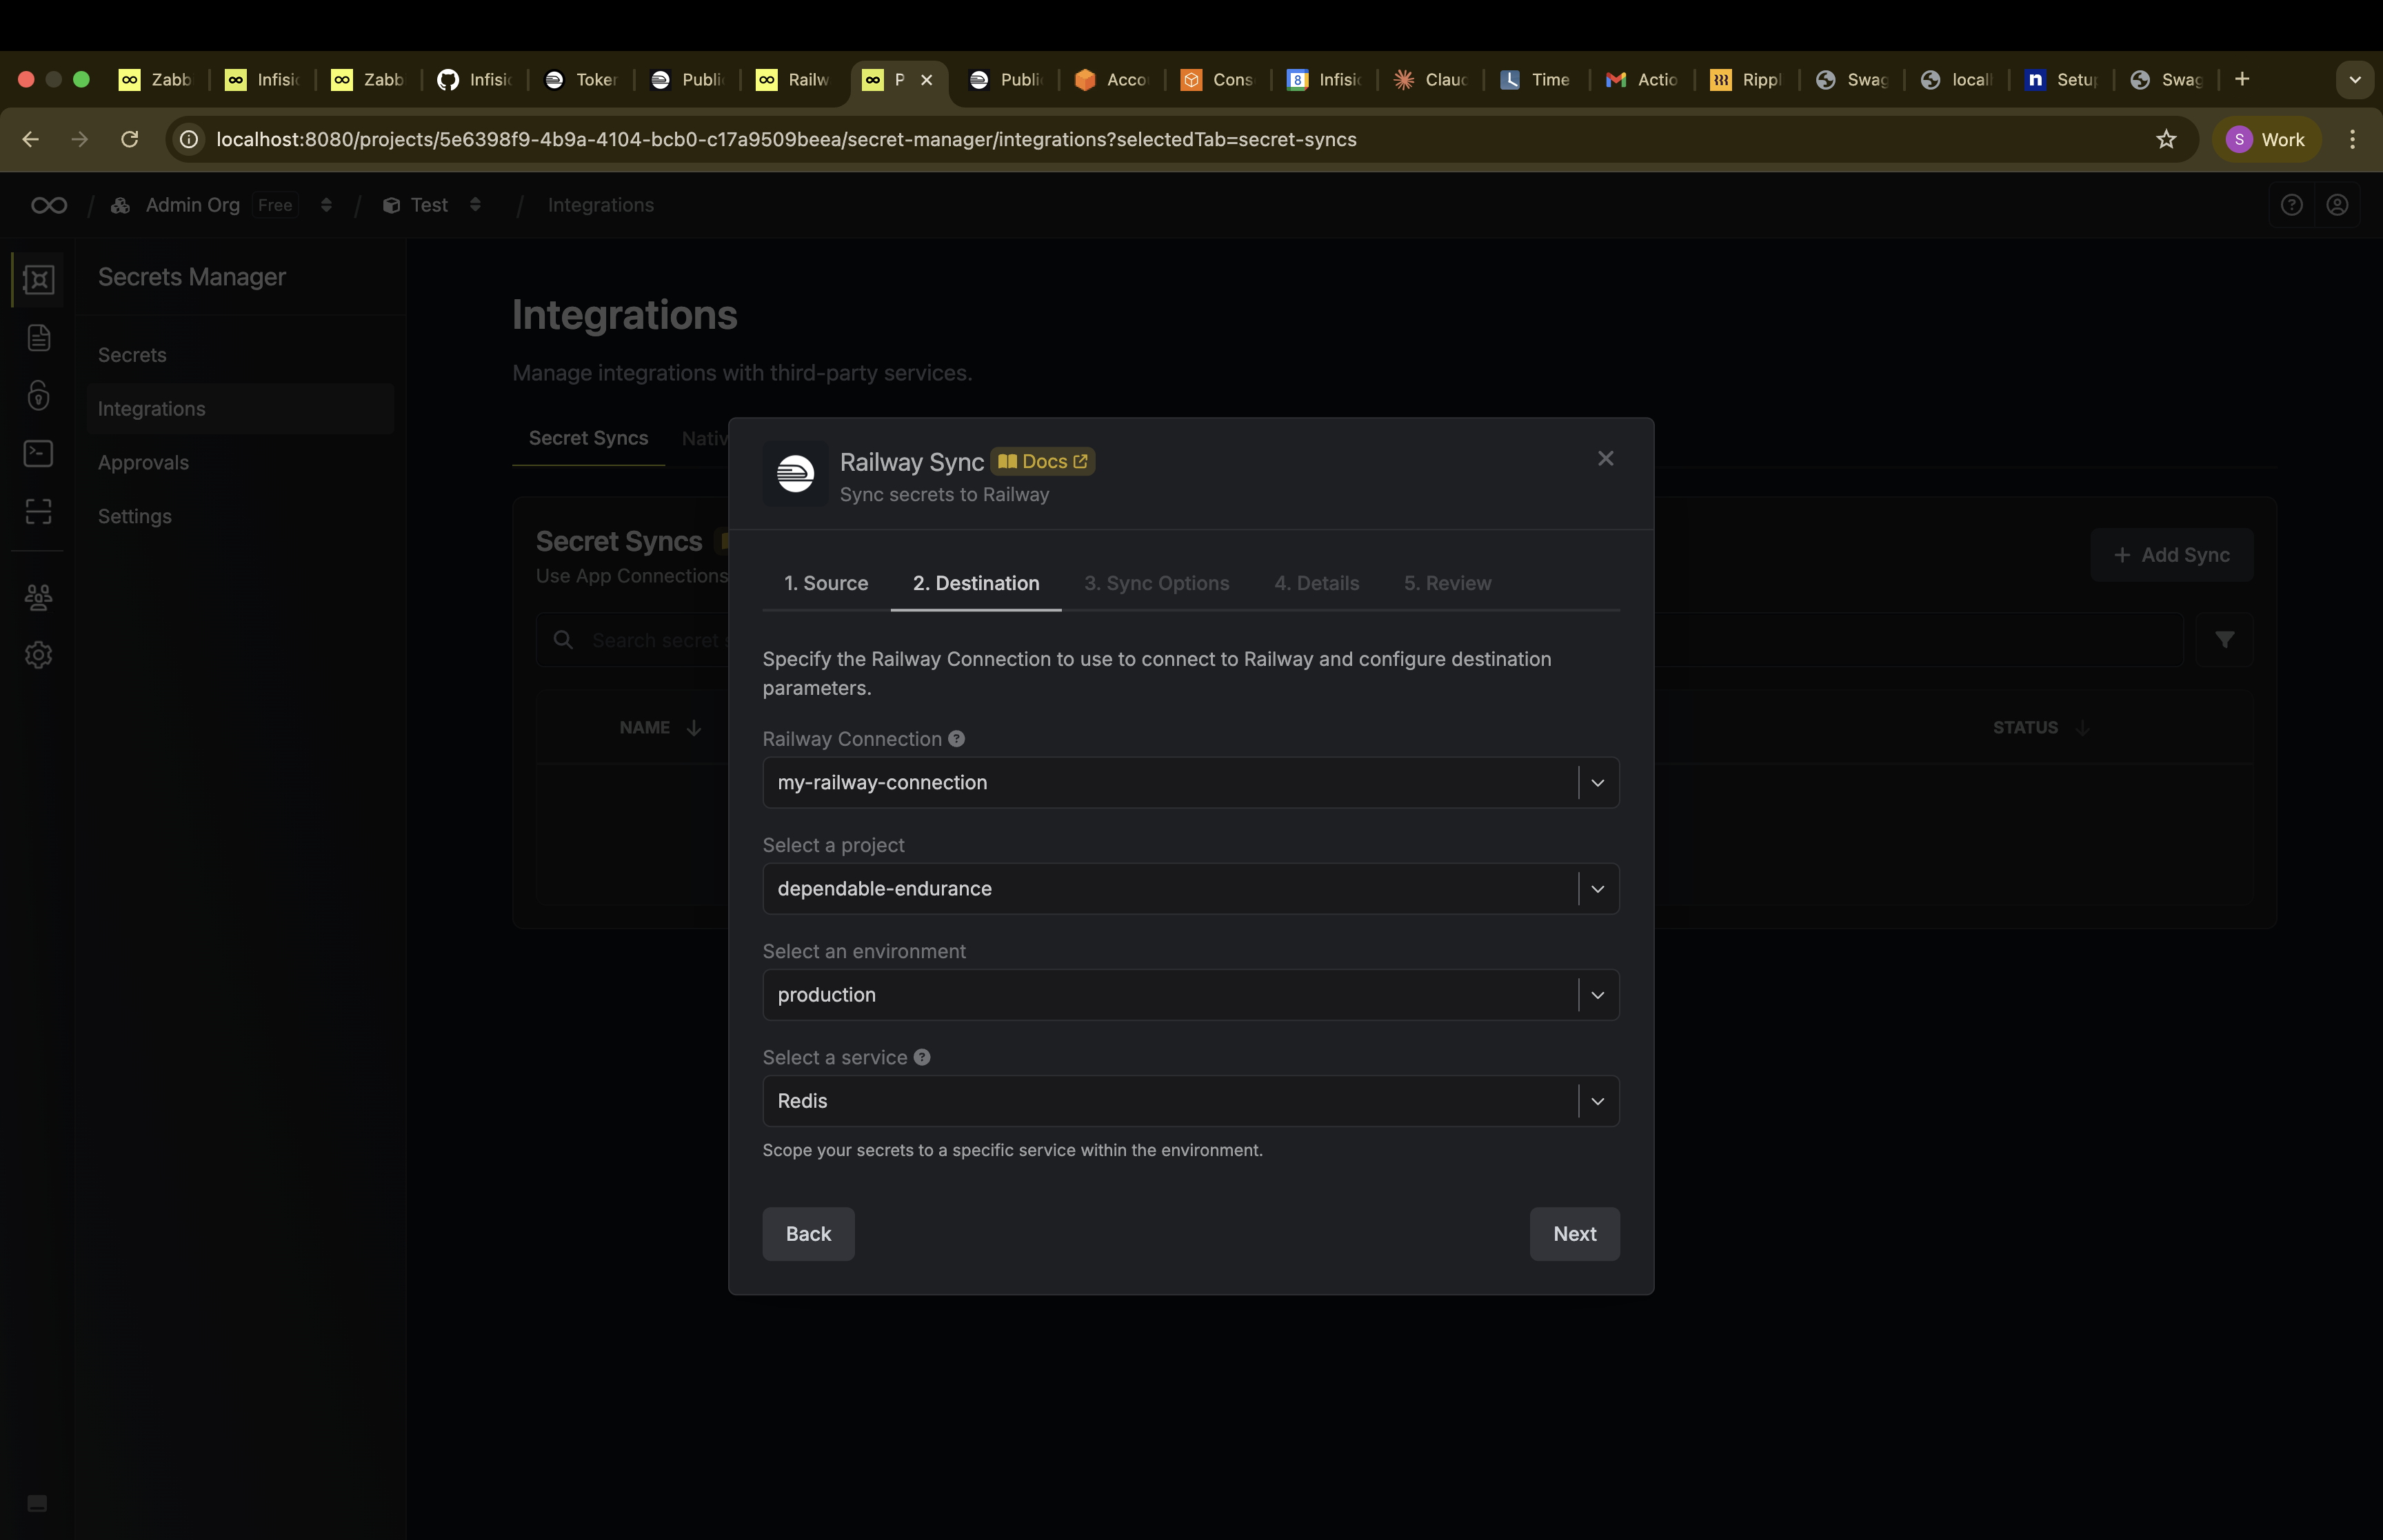 Zabb
Infisic
Zabb
Infisic
Toker
Public
Railw
P
Public
Acco
Cons
8
Infisic
Clauc
Time
Actio
Rippl
Swag
locall
n
Setup
Swag
localhost:8080/projects/5e6398f9-4b9a-4104-bcb0-c17a9509beea/secret-manager/integrations?selectedTab=secret-syncs
S
Work
/ Admin Org Free / Test / Integrations
Secrets Manager
Secrets
Integrations
Approvals
Settings
Integrations
Manage integrations with third-party services.
Secret Syncs
Nativ
Secret Syncs
Use App Connections
+ Add Sync
Search secret s
NAME
STATUS
Railway Sync
Docs
Sync secrets to Railway
1. Source
2. Destination
3. Sync Options
4. Details
5. Review
Specify the Railway Connection to use to connect to Railway and configure destination
parameters.
Railway Connection
my-railway-connection
Select a project
dependable-endurance
Select an environment
production
Select a service
Redis
Scope your secrets to a specific service within the environment.
Back
Next